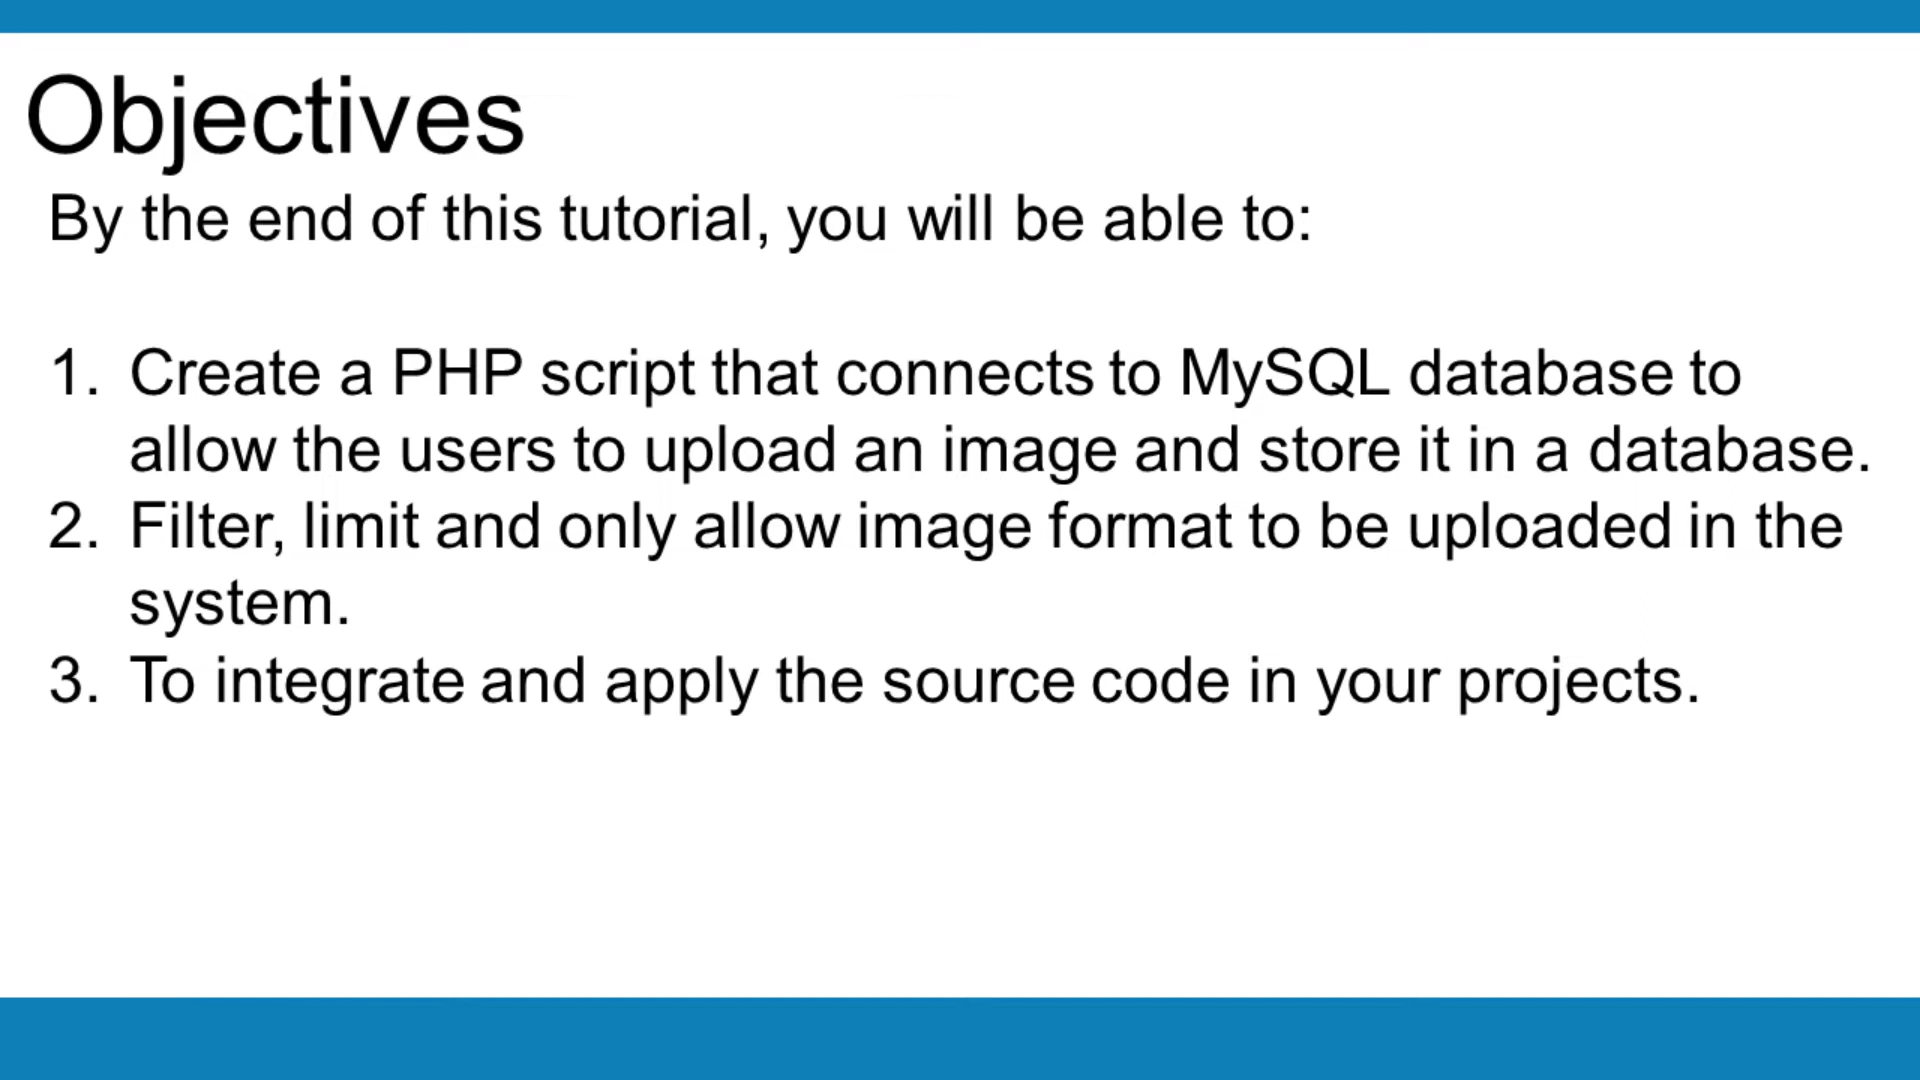 Objectives
By the end of this tutorial, you will be able to:
1. Create a PHP script that connects to MySQL database to
allow the users to upload an image and store it in a database.
2. Filter, limit and only allow image format to be uploaded in the
system.
3. To integrate and apply the source code in your projects.